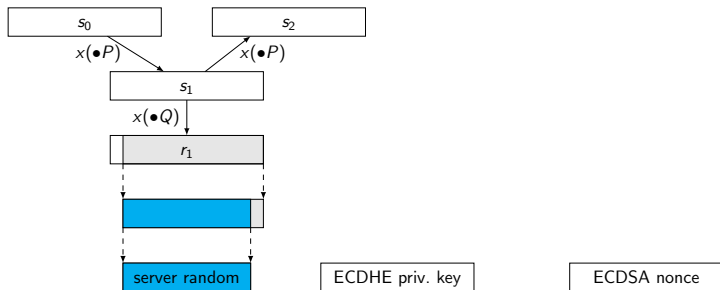 s0 s2
x(•P) x(•P)
s1
x(•Q)
r1
server random ECDHE priv. key ECDSA nonce